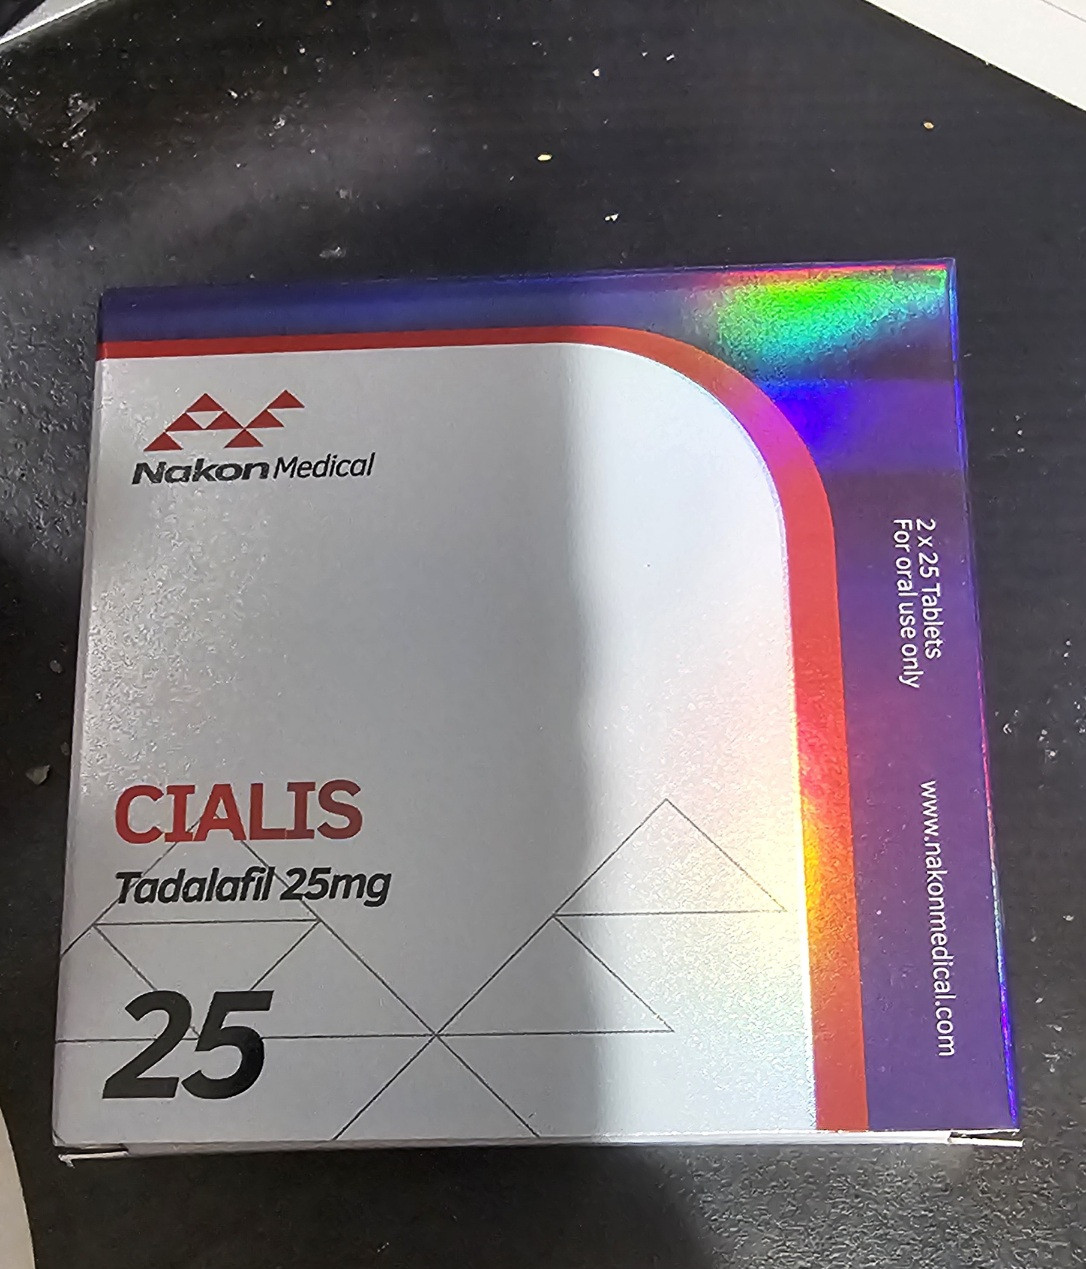 Nakon Medical
CIALIS
Tadalafil 25mg
25
2 x 25 Tablets
For oral use only
www.nakonmedical.com